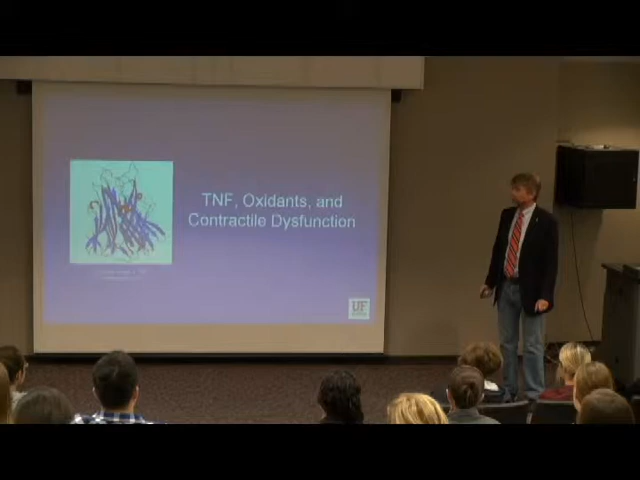 TNF, Oxidants, and
Contractile Dysfunction
UF